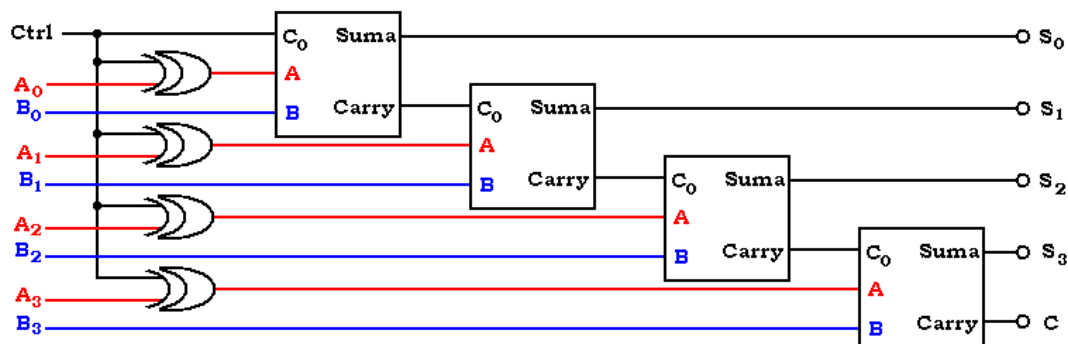 Ctrl C₀ Suma S₀
A₀ A
B₀ B Carry C₀ Suma S₁
A₁ A
B₁ B Carry C₀ Suma S₂
A₂ A
B₂ B Carry C₀ Suma S₃
A₃ A
B₃ B Carry C